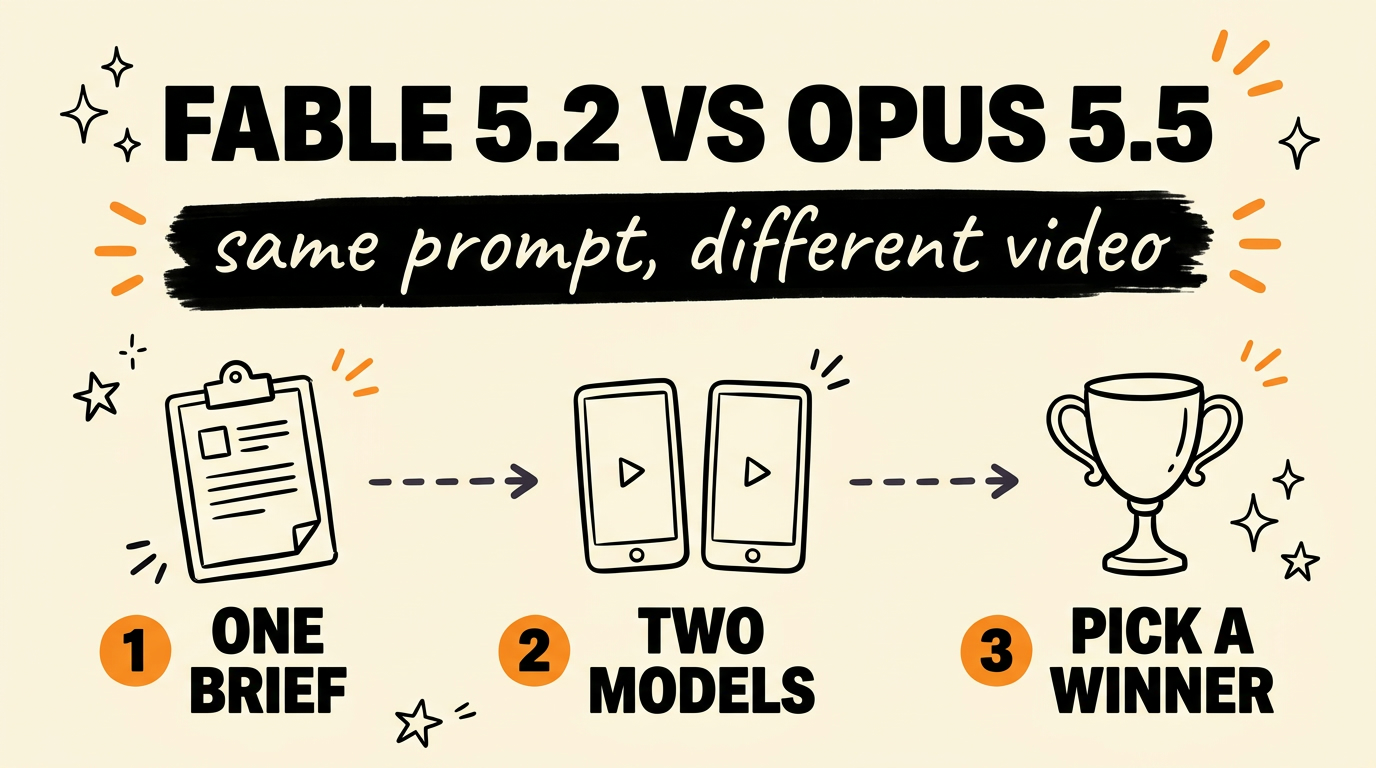 FABLE 5.2 VS OPUS 5.5
same prompt, different video
1
ONE
BRIEF
2
TWO
MODELS
3
PICK A
WINNER